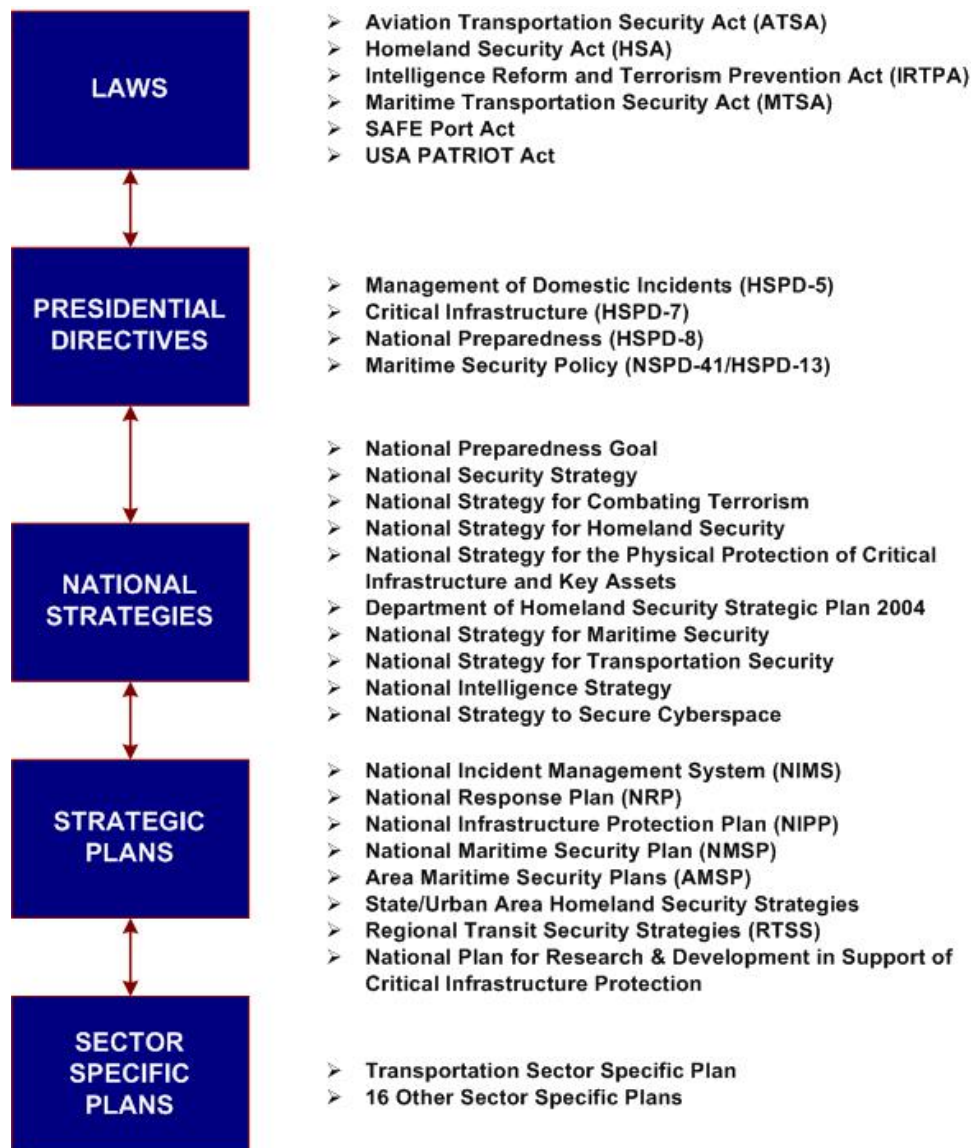 LAWS
➢ Aviation Transportation Security Act (ATSA)
➢ Homeland Security Act (HSA)
➢ Intelligence Reform and Terrorism Prevention Act (IRTPA)
➢ Maritime Transportation Security Act (MTSA)
➢ SAFE Port Act
➢ USA PATRIOT Act
PRESIDENTIAL
DIRECTIVES
➢ Management of Domestic Incidents (HSPD-5)
➢ Critical Infrastructure (HSPD-7)
➢ National Preparedness (HSPD-8)
➢ Maritime Security Policy (NSPD-41/HSPD-13)
NATIONAL
STRATEGIES
➢ National Preparedness Goal
➢ National Security Strategy
➢ National Strategy for Combating Terrorism
➢ National Strategy for Homeland Security
➢ National Strategy for the Physical Protection of Critical
Infrastructure and Key Assets
➢ Department of Homeland Security Strategic Plan 2004
➢ National Strategy for Maritime Security
➢ National Strategy for Transportation Security
➢ National Intelligence Strategy
➢ National Strategy to Secure Cyberspace
STRATEGIC
PLANS
➢ National Incident Management System (NIMS)
➢ National Response Plan (NRP)
➢ National Infrastructure Protection Plan (NIPP)
➢ National Maritime Security Plan (NMSP)
➢ Area Maritime Security Plans (AMSP)
➢ State/Urban Area Homeland Security Strategies
➢ Regional Transit Security Strategies (RTSS)
➢ National Plan for Research & Development in Support of
Critical Infrastructure Protection
SECTOR
SPECIFIC
PLANS
➢ Transportation Sector Specific Plan
➢ 16 Other Sector Specific Plans